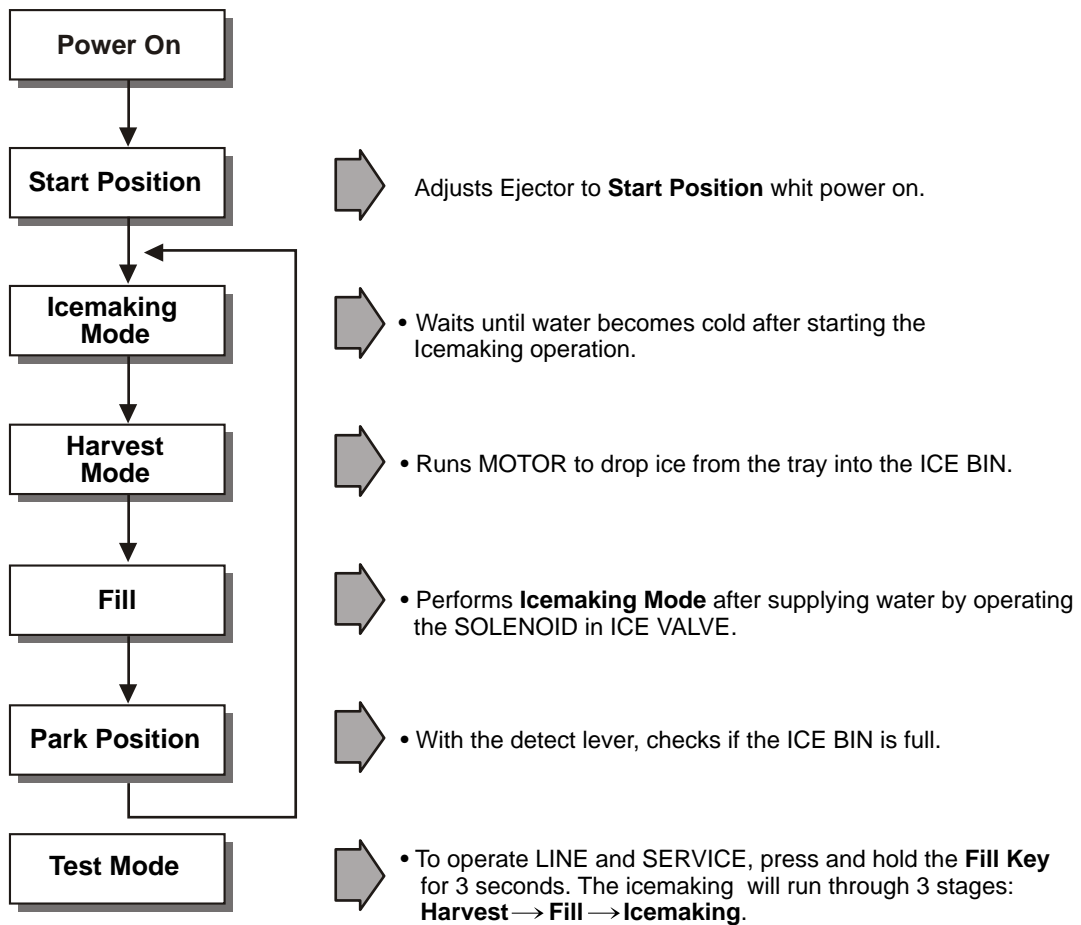 Power On
Start Position
Adjusts Ejector to Start Position whit power on.
Icemaking
Mode
• Waits until water becomes cold after starting the
Icemaking operation.
Harvest
Mode
• Runs MOTOR to drop ice from the tray into the ICE BIN.
Fill
• Performs Icemaking Mode after supplying water by operating
the SOLENOID in ICE VALVE.
Park Position
• With the detect lever, checks if the ICE BIN is full.
Test Mode
• To operate LINE and SERVICE, press and hold the Fill Key
for 3 seconds. The icemaking will run through 3 stages:
Harvest → Fill → Icemaking.